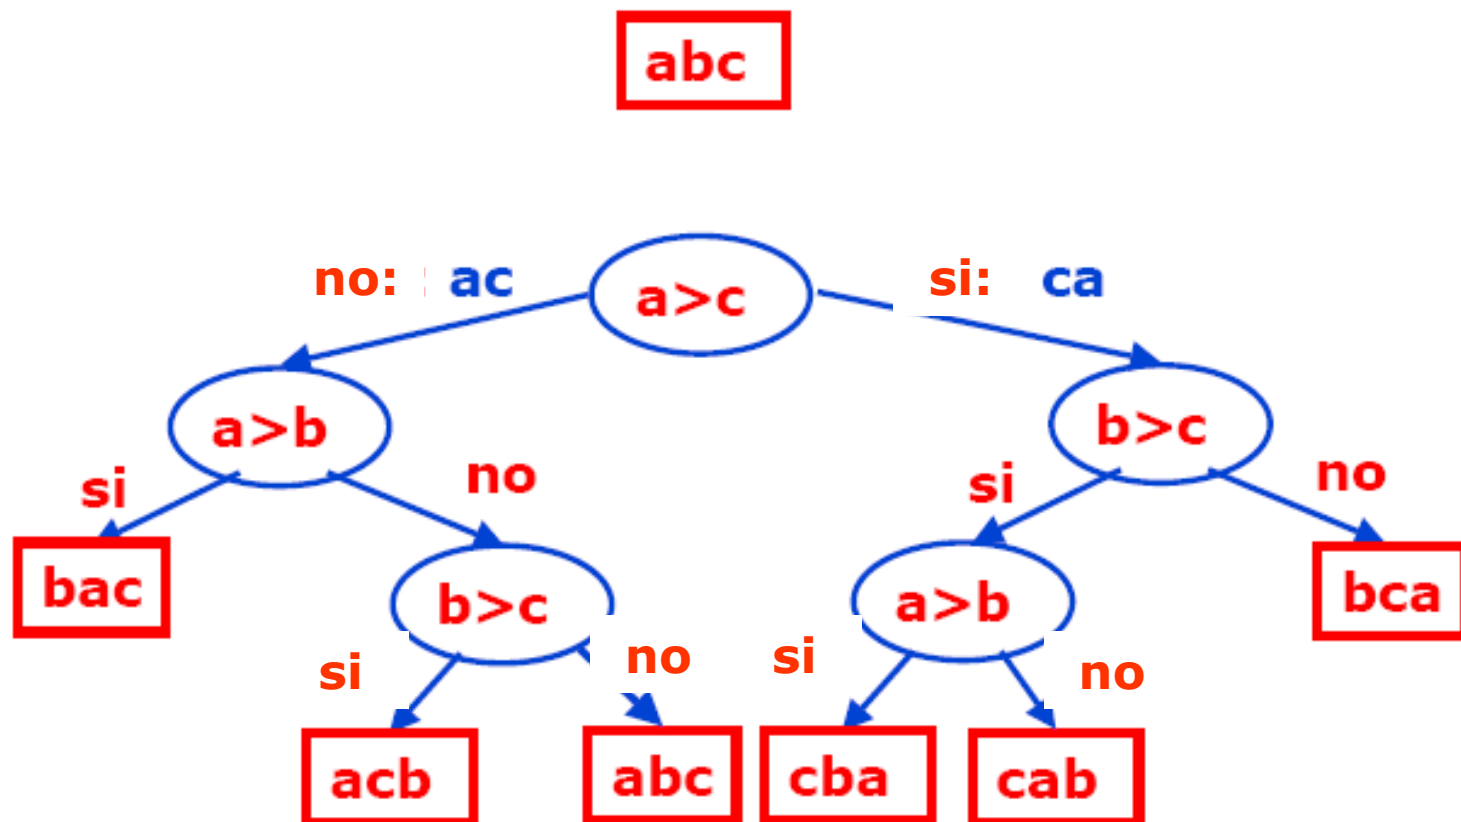 abc
no: ac
a>c
si: ca
a>b
b>c
si
no
si
no
bac
b>c
a>b
bca
si
no
si
no
acb
abc
cba
cab